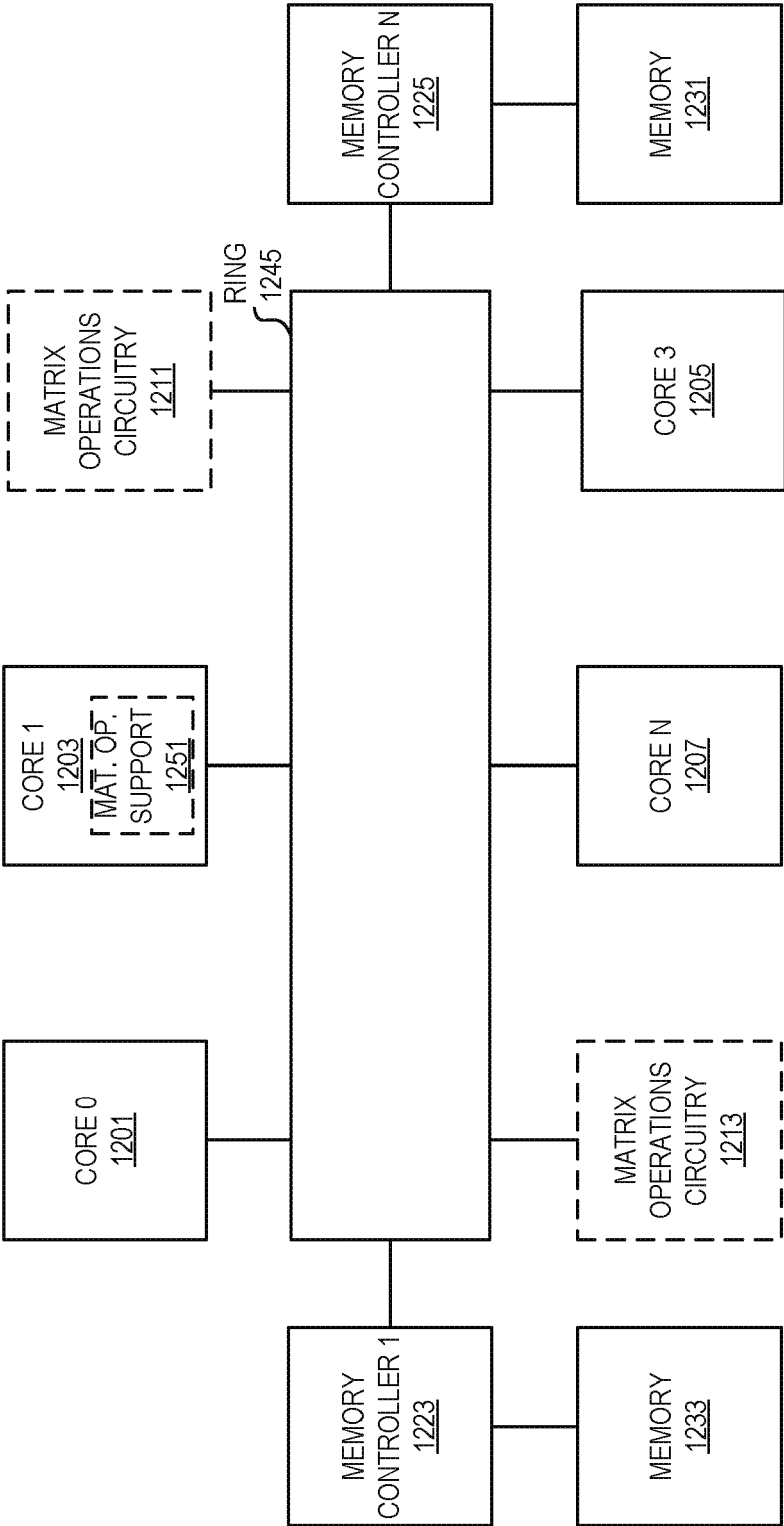 CORE 0
1201
CORE 1
1203
MAT. OP.
SUPPORT
1251
MATRIX
OPERATIONS
CIRCUITRY
1211
RING
1245
MEMORY
CONTROLLER 1
1223
MEMORY
CONTROLLER N
1225
MEMORY
1233
MATRIX
OPERATIONS
CIRCUITRY
1213
CORE N
1207
CORE 3
1205
MEMORY
1231